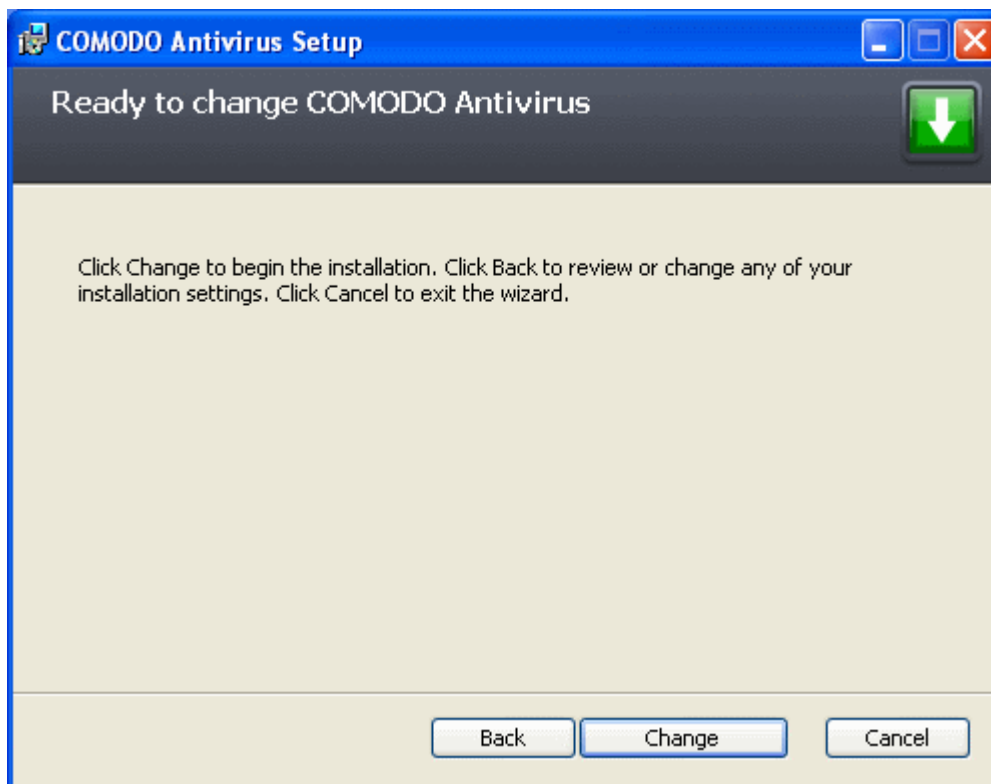 COMODO Antivirus Setup
Ready to change COMODO Antivirus
Click Change to begin the installation. Click Back to review or change any of your
installation settings. Click Cancel to exit the wizard.
Back Change Cancel